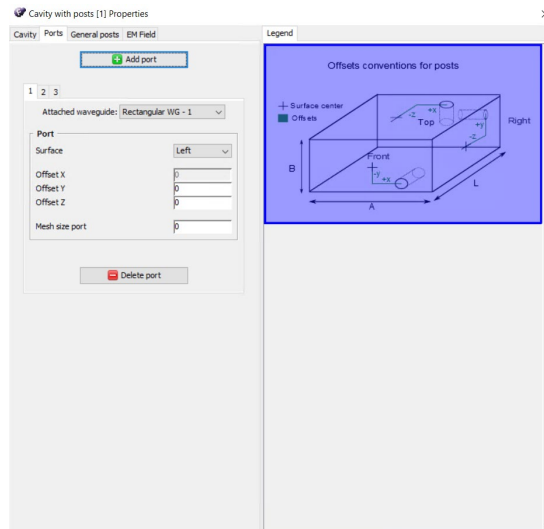 Cavity with posts [1] Properties
Cavity Ports General posts EM Field
Add port
1 2 3
Attached waveguide: Rectangular WG - 1
Port
Surface Left
Offset X 0
Offset Y 0
Offset Z 0
Mesh size port 0
Delete port
Legend
Offsets conventions for posts
Surface center
Offsets
+x
-z
Top
+y
-z
Right
Front
-y
+x
B
A
L